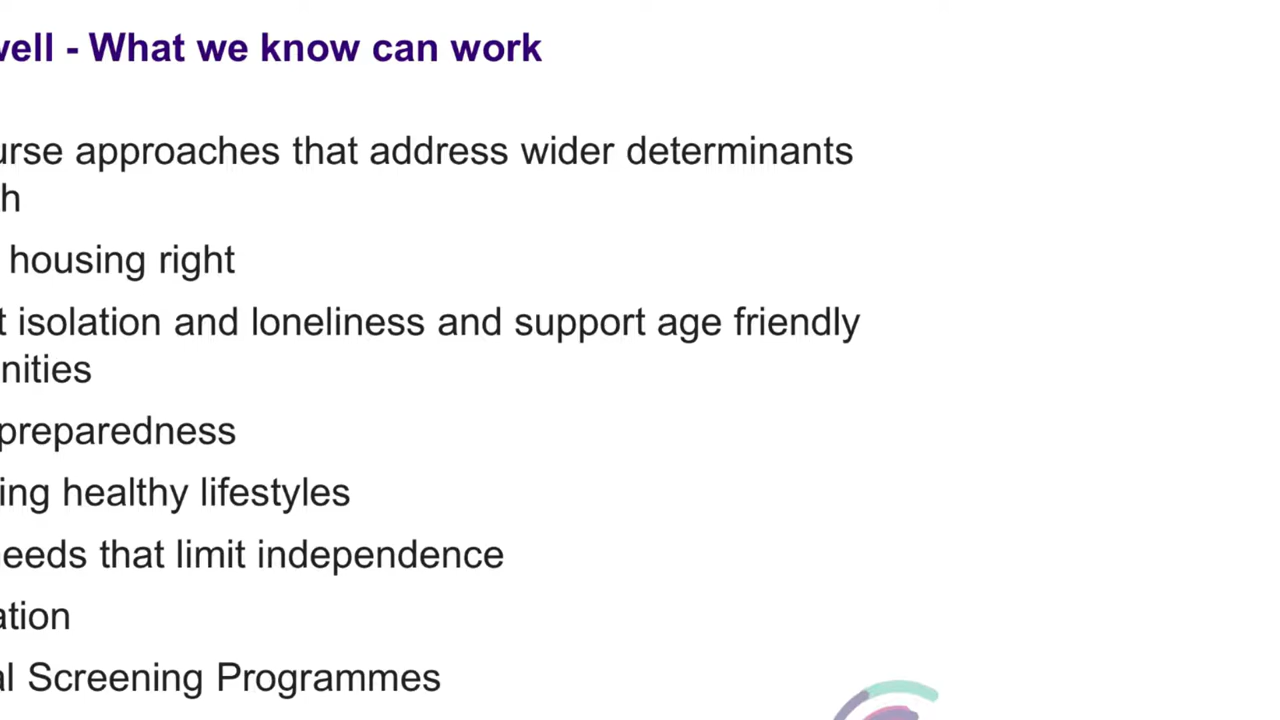 well - What we know can work
urse approaches that address wider determinants
h
housing right
t isolation and loneliness and support age friendly
nities
preparedness
ing healthy lifestyles
eeds that limit independence
ation
al Screening Programmes